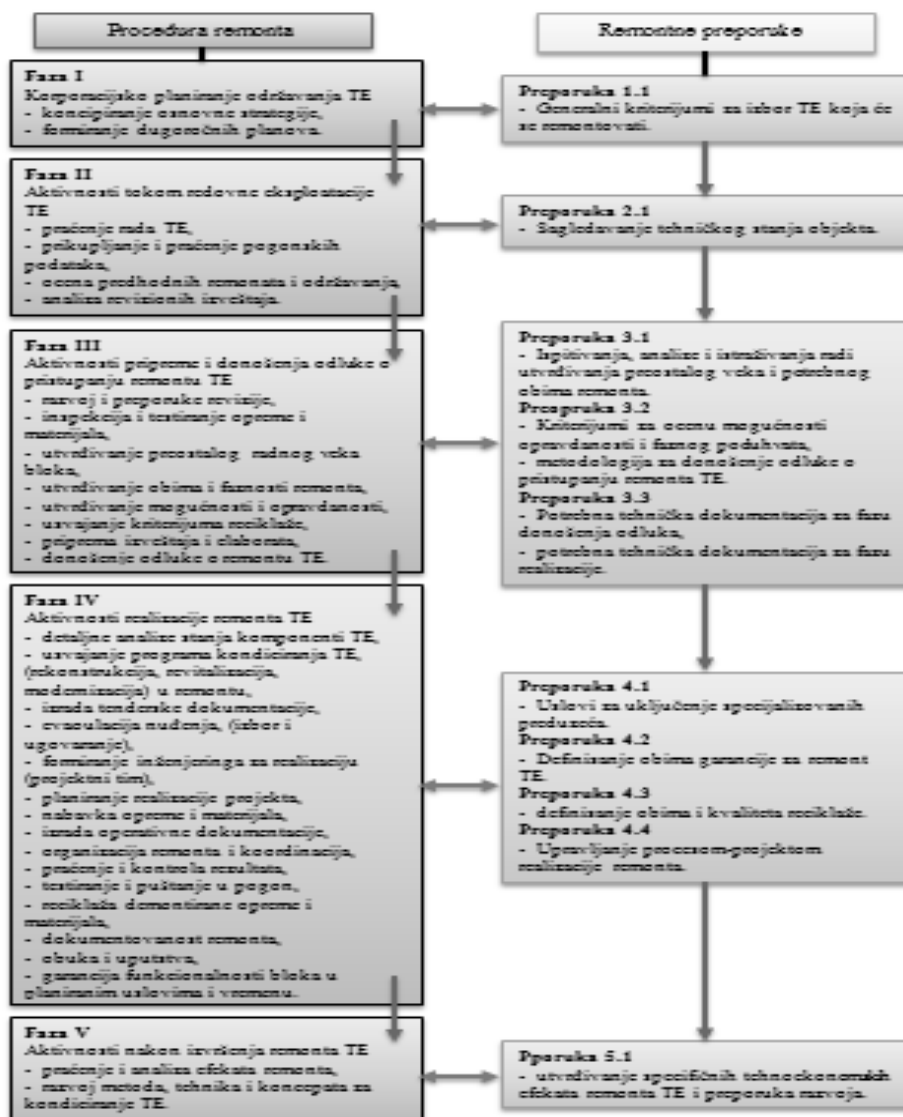 Procedura remonta
Faza I
Korporacijsko planiranje održavanja TE
- koncipiranje osnovne strategije,
- formiranje dugoročnih planova.
Faza II
Aktivnosti tokom redovne eksploatacije
TE
- praćenje rada TE,
- prikupljanje i praćenje pogonskih
podataka,
- ocena predhodnih remonata i održavanja,
- analiza revizionih izveštaja.
Faza III
Aktivnosti pripreme i donošenja odluke o
pristupanju remontu TE
- razvoj i preporuke revizije,
- inspekcija i testiranje opreme i
materijala,
- utvrđivanje preostalog radnog veka
bloka,
- utvrđivanje obima i faznosti remonta,
- utvrđivanje mogućnosti i opravdanosti,
- usvajanje kriterijuma reciklaže,
- priprema izveštaja i elaborata,
- donošenje odluke o remontu TE.
Faza IV
Aktivnosti realizacije remonta TE
- detaljne analize stanja komponenti TE,
- usvajanje programa kondiciranja TE,
(rekonstrukcija, revitalizacija,
modernizacija) u remontu,
- izrada tenderske dokumentacije,
- evaculacija nuđenja, (izbor i
ugovaranje),
- formiranje inženjeringa za realizaciju
(projektni tim),
- planiranje realizacije projekta,
- nabavka opreme i materijala,
- izrada operativne dokumentacije,
- organizacija remonta i koordinacija,
- praćenje i kontrola rezultata,
- testiranje i puštanje u pogon,
- reciklaža demontirane opreme i
materijala,
- dokumentovanost remonta,
- obuka i uputstva,
- garancija funkcionalnosti bloka u
planiranim uslovima i vremenu.
Faza V
Aktivnosti nakon izvršenja remonta TE
- praćenje i analiza efekata remonta,
- razvoj metoda, tehnika i koncepata za
kondiciranje TE.
Remontne preporuke
Preporuka 1.1
- Generalni kriterijumi za izbor TE koja će
se remontovati.
Preporuka 2.1
- Sagledavanje tehničkog stanja objekta.
Preporuka 3.1
- Ispitivanja, analize i istraživanja radi
utvrđivanja preostalog veka i potrebnog
obima remonta.
Preopruka 3.2
- Kriterijumi za ocenu mogućnosti
opravdanosti i faznog poduhvata,
- metodologija za donošenje odluke o
pristupanju remonta TE.
Preporuka 3.3
- Potrebna tehnička dokumentacija za fazu
donošenja odluka,
- potrebna tehnička dokumentacija za fazu
realizacije.
Preporuka 4.1
- Uslovi za uključenje specijalizovanih
preduzeća.
Preporuka 4.2
- Definisanje obima garancije za remont
TE.
Preporuka 4.3
- definisanje obima i kvaliteta reciklaže.
Preporuka 4.4
- Upravljanje procesom-projektom
realizacije remonta.
Pporuka 5.1
- utvrđivanje specifičnih tehnoekonomskih
efekata remonta TE i preporuka razvoja.